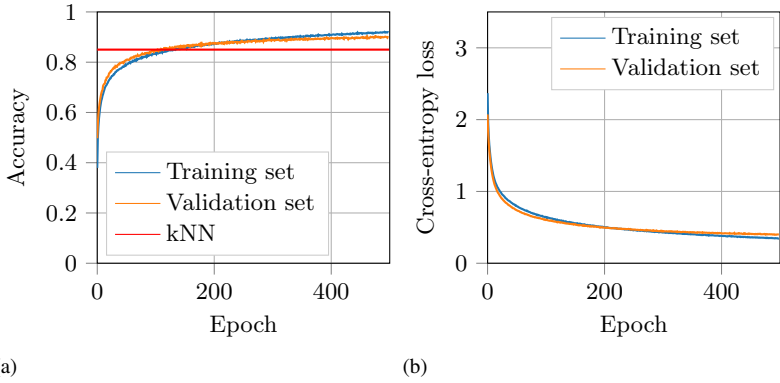 1
0.8
0.6
0.4
0.2
0
Accuracy
Training set
Validation set
kNN
0
200
400
Epoch
a)
3
2
1
0
Cross-entropy loss
Training set
Validation set
0
200
400
Epoch
(b)